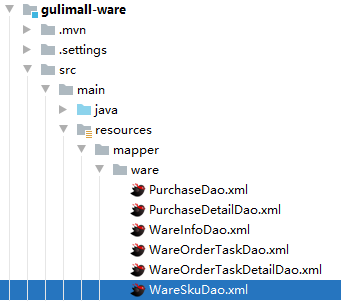 gulimall-ware
.mvn
.settings
src
main
java
resources
mapper
ware
PurchaseDao.xml
PurchaseDetailDao.xml
WareInfoDao.xml
WareOrderTaskDao.xml
WareOrderTaskDetailDao.xml
WareSkuDao.xml